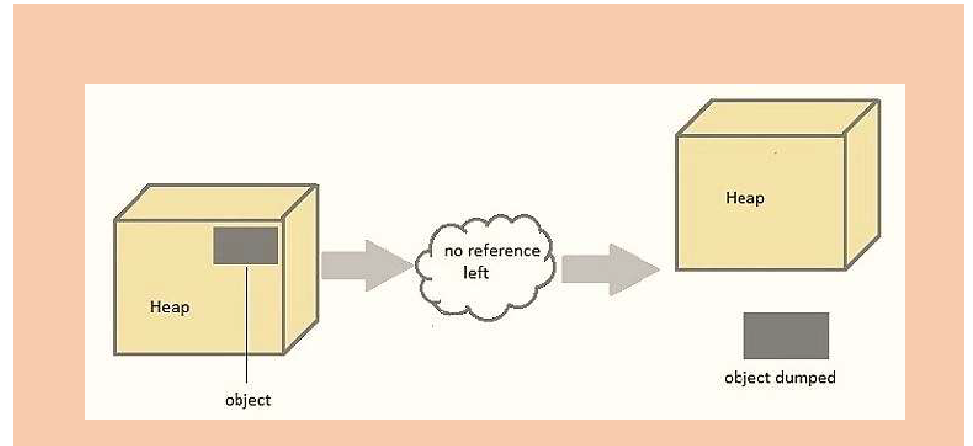 Heap
object
no reference
left
Heap
object dumped